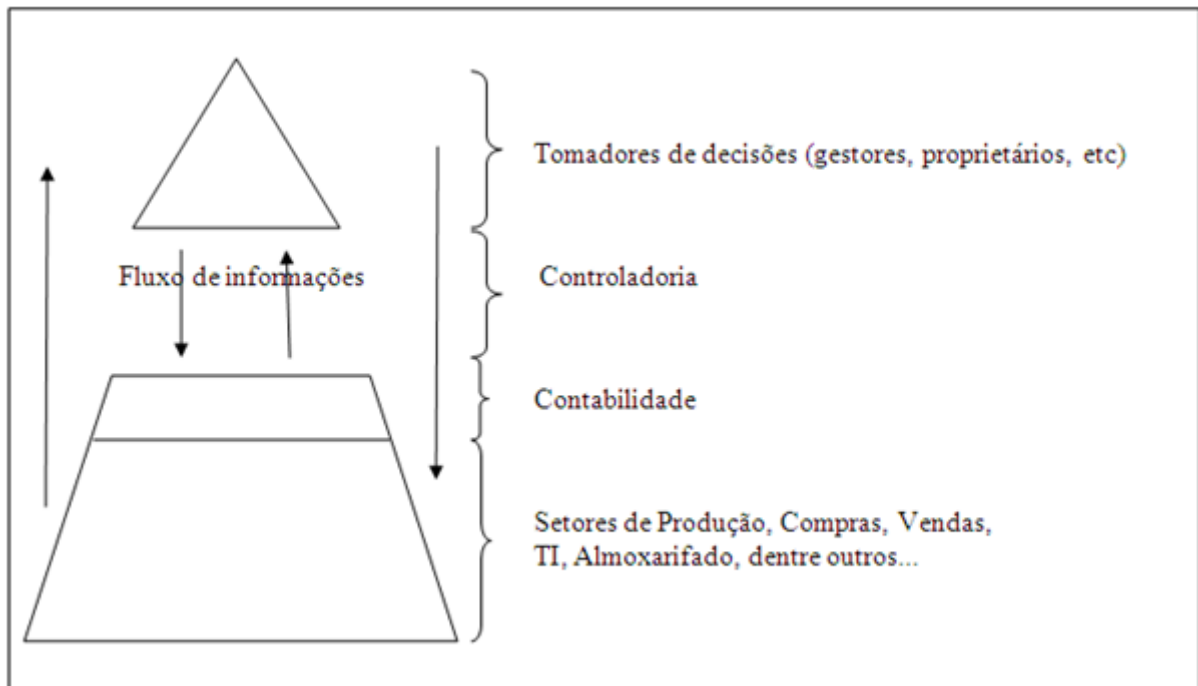 Tomadores de decisões (gestores, proprietários, etc)
Fluxo de informações
Controladoria
Contabilidade
Setores de Produção, Compras, Vendas,
TI, Almoxarifado, dentre outros...